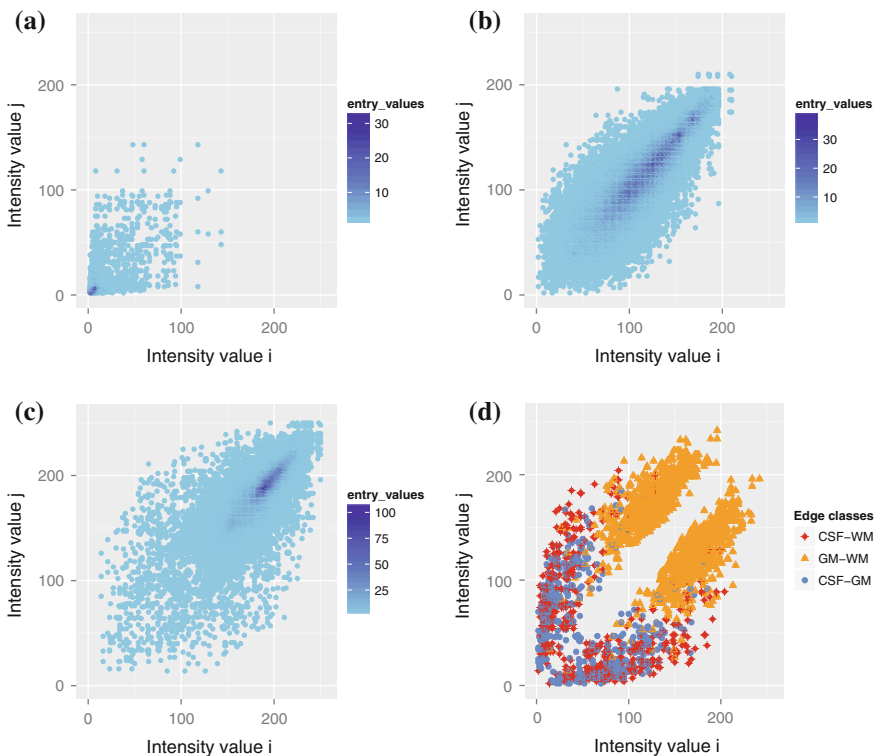 (a)
Intensity value j
200
100
0
0
100
200
Intensity value i
entry_values
30
20
10
(b)
Intensity value j
200
100
0
0
100
200
Intensity value i
entry_values
30
20
10
(c)
Intensity value j
200
100
0
0
100
200
Intensity value i
entry_values
100
75
50
25
(d)
Intensity value j
200
100
0
0
100
200
Intensity value i
Edge classes
CSF-WM
GM-WM
CSF-GM